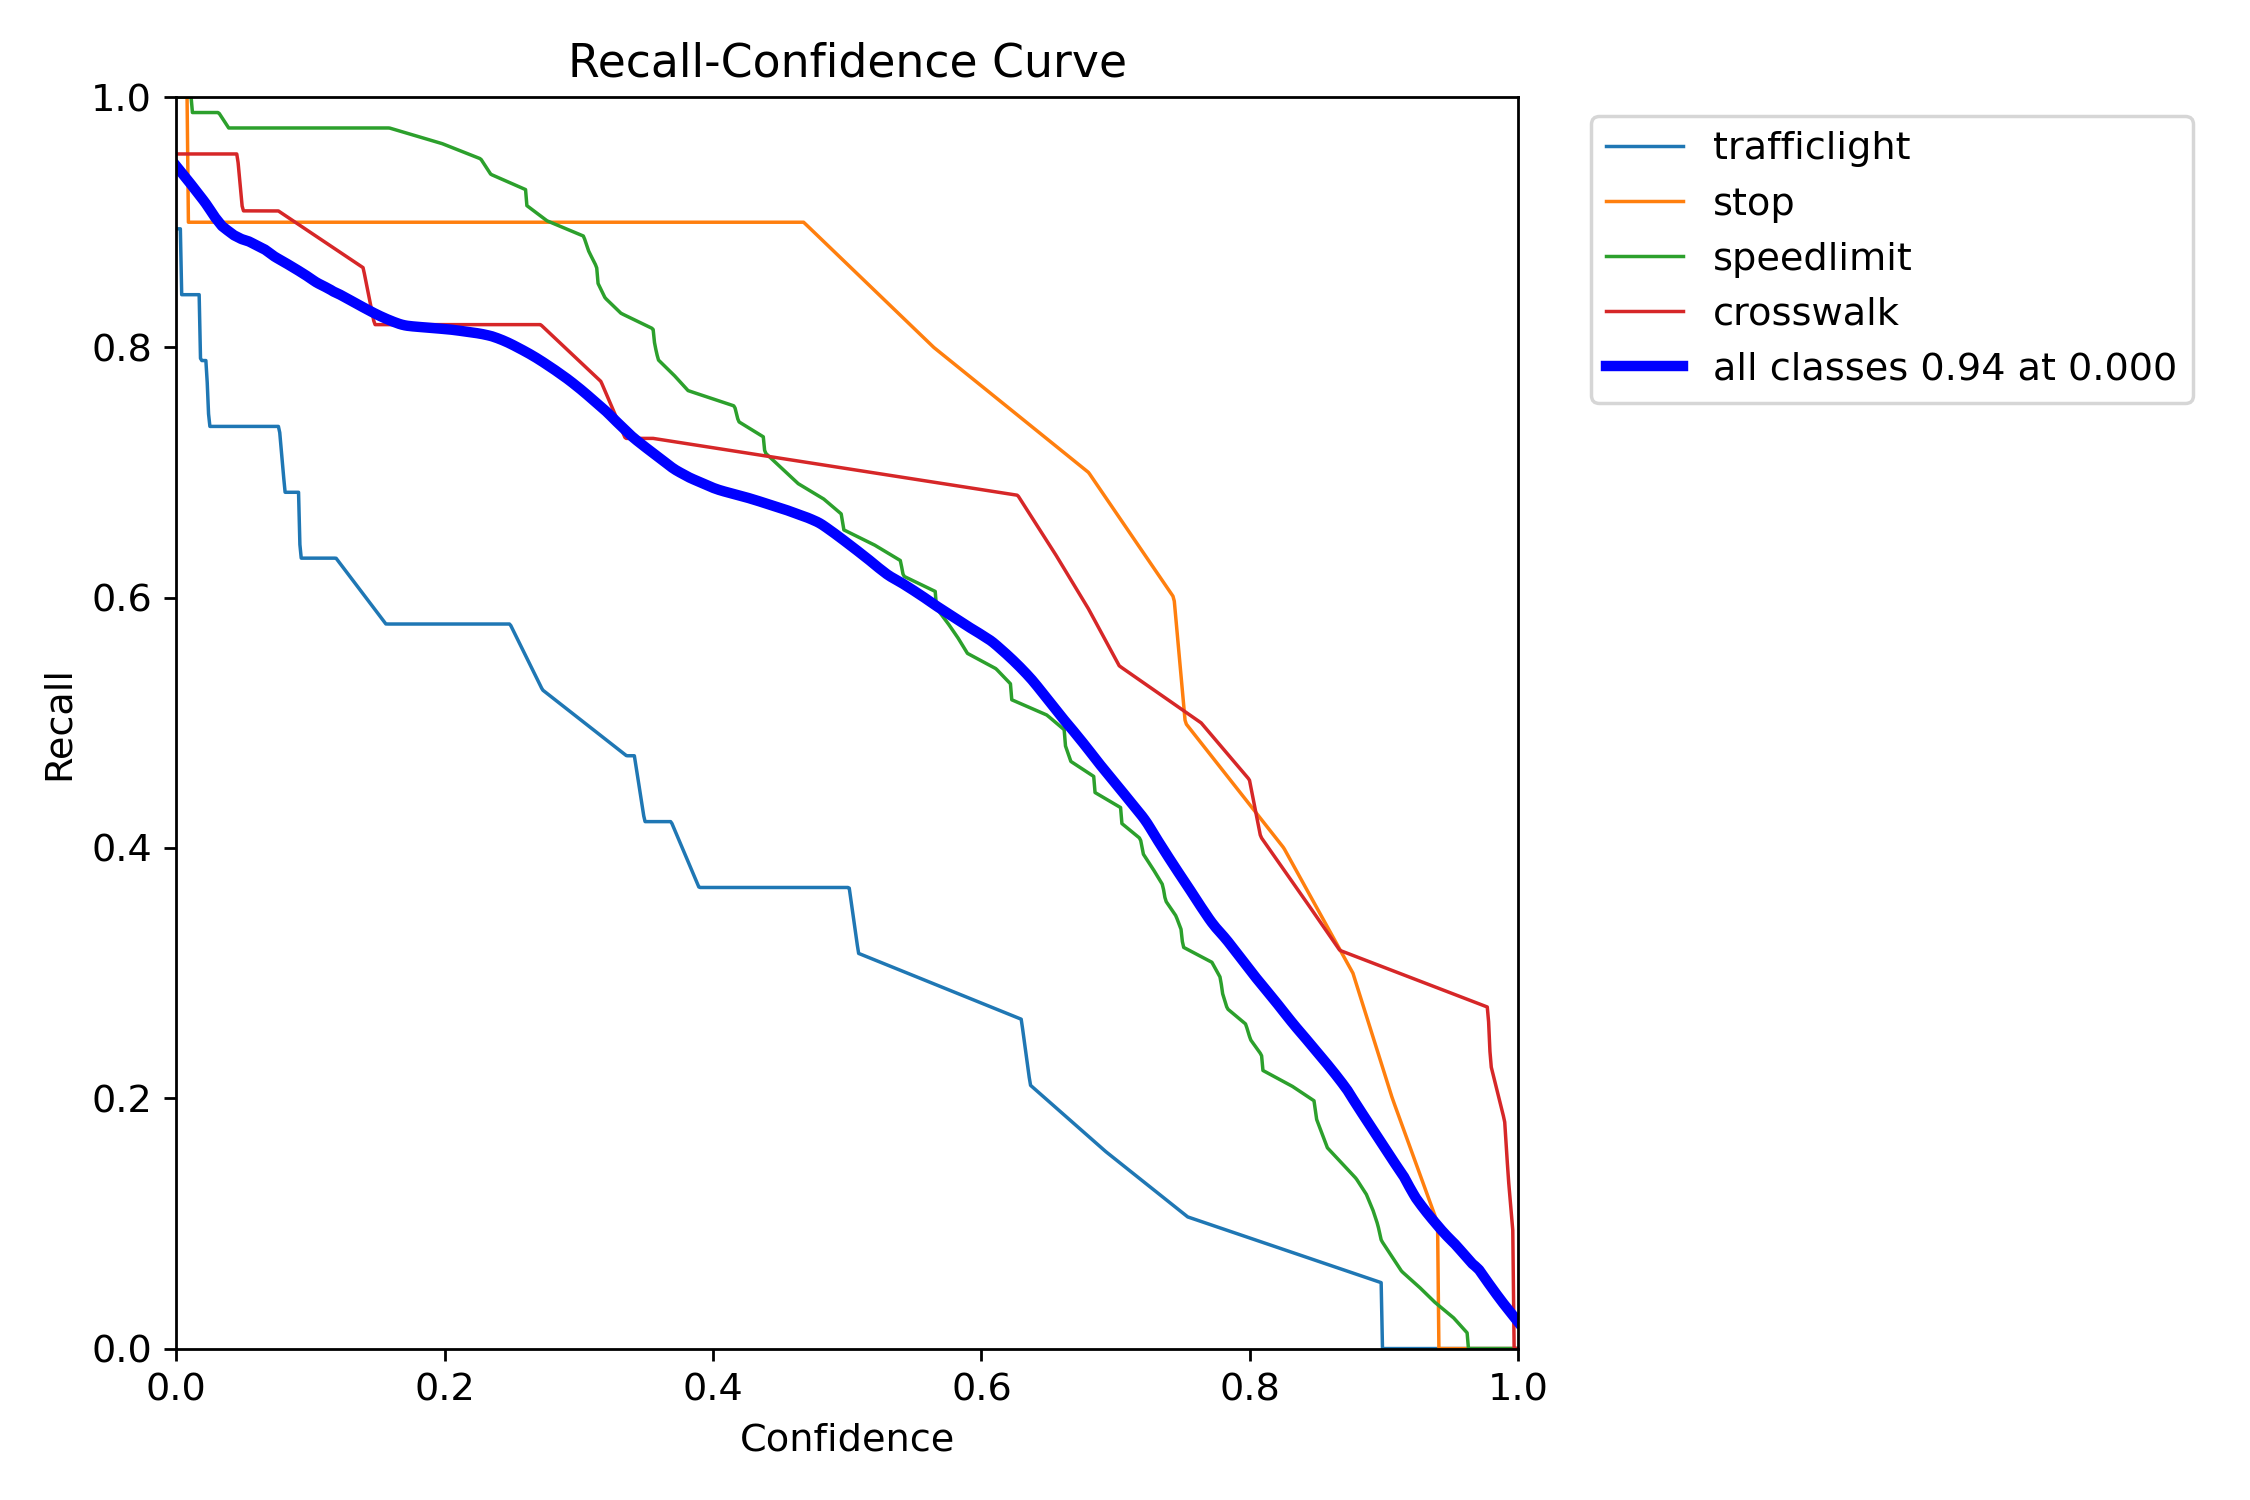 Recall-Confidence Curve
1.0
0.8
0.6
0.4
0.2
0.0
Recall
0.0 0.2 0.4 0.6 0.8 1.0
Confidence
trafficlight
stop
speedlimit
crosswalk
all classes 0.94 at 0.000